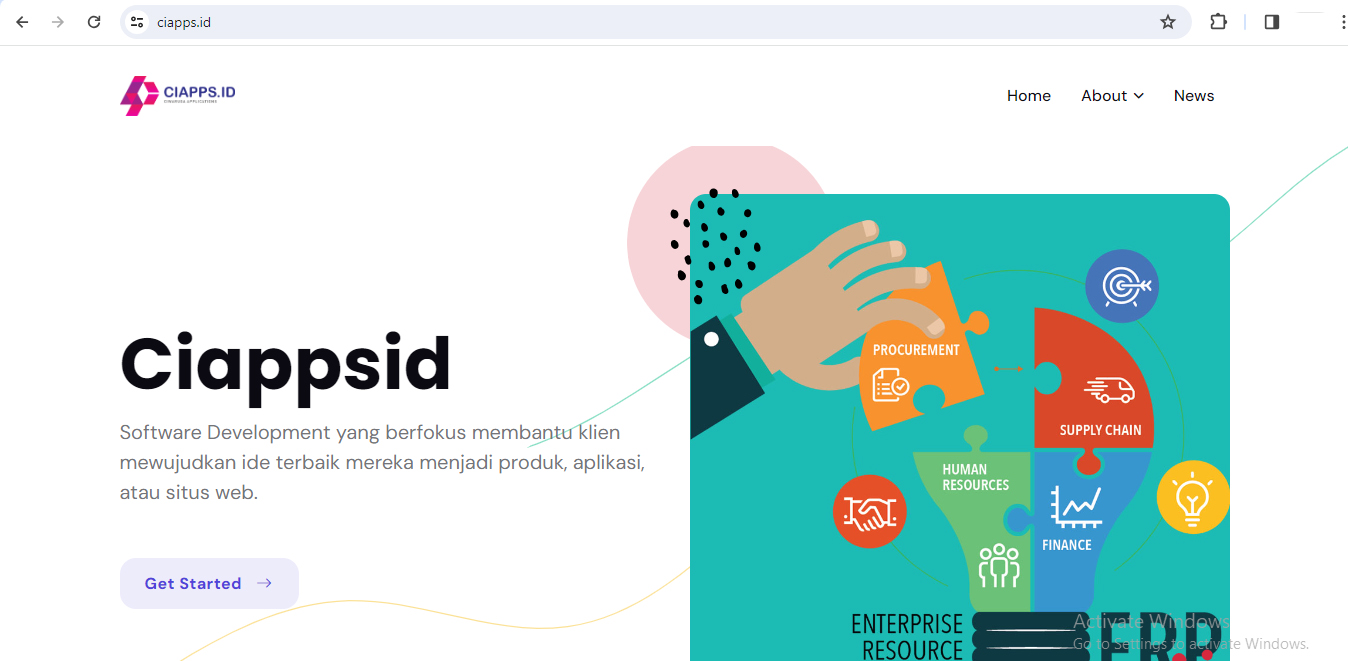 ciapps.id
CIAPPS.ID
Home About News
Ciappsid
Software Development yang berfokus membantu klien
mewujudkan ide terbaik mereka menjadi produk, aplikasi,
atau situs web.
Get Started
PROCUREMENT
SUPPLY CHAIN
HUMAN
RESOURCES
FINANCE
ENTERPRISE
RESOURCE
ERP
Activate Windows
Go to Settings to activate Windows.